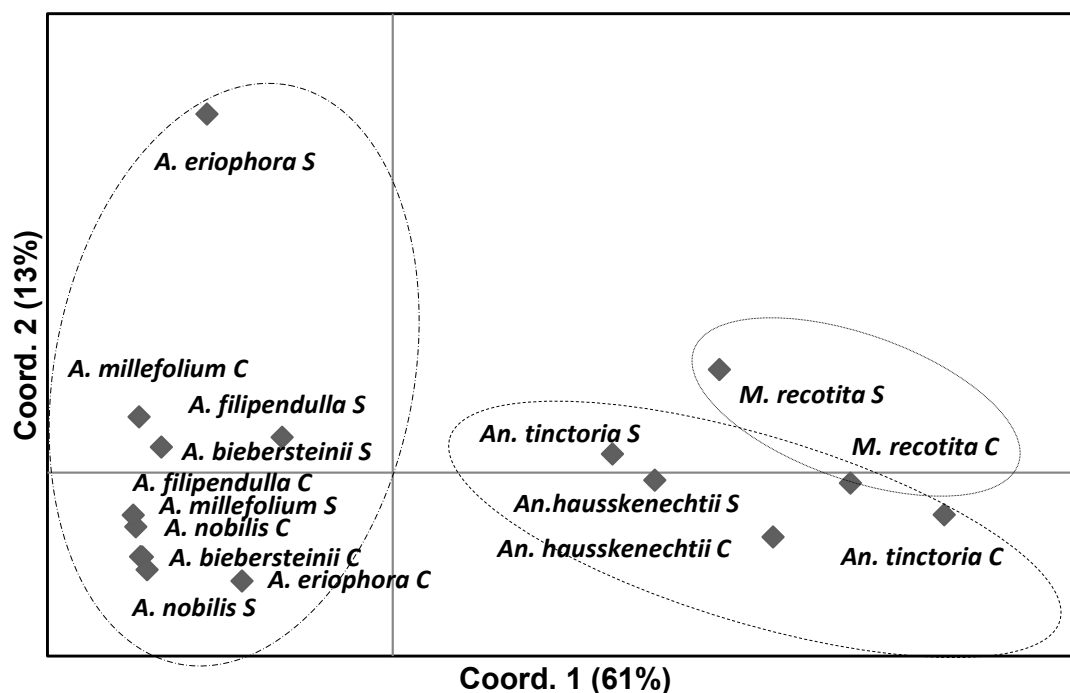 A. eriophora S
Coord. 2 (13%)
A. millefolium C
A. filipendulla S
M. recotita S
An. tinctoria S
A. biebersteinii S
M. recotita C
A. filipendulla C
An.hausskenechtii S
A. millefolium S
A. nobilis C
An. hausskenechtii C
A. biebersteinii C
An. tinctoria C
A. eriophora C
A. nobilis S
Coord. 1 (61%)